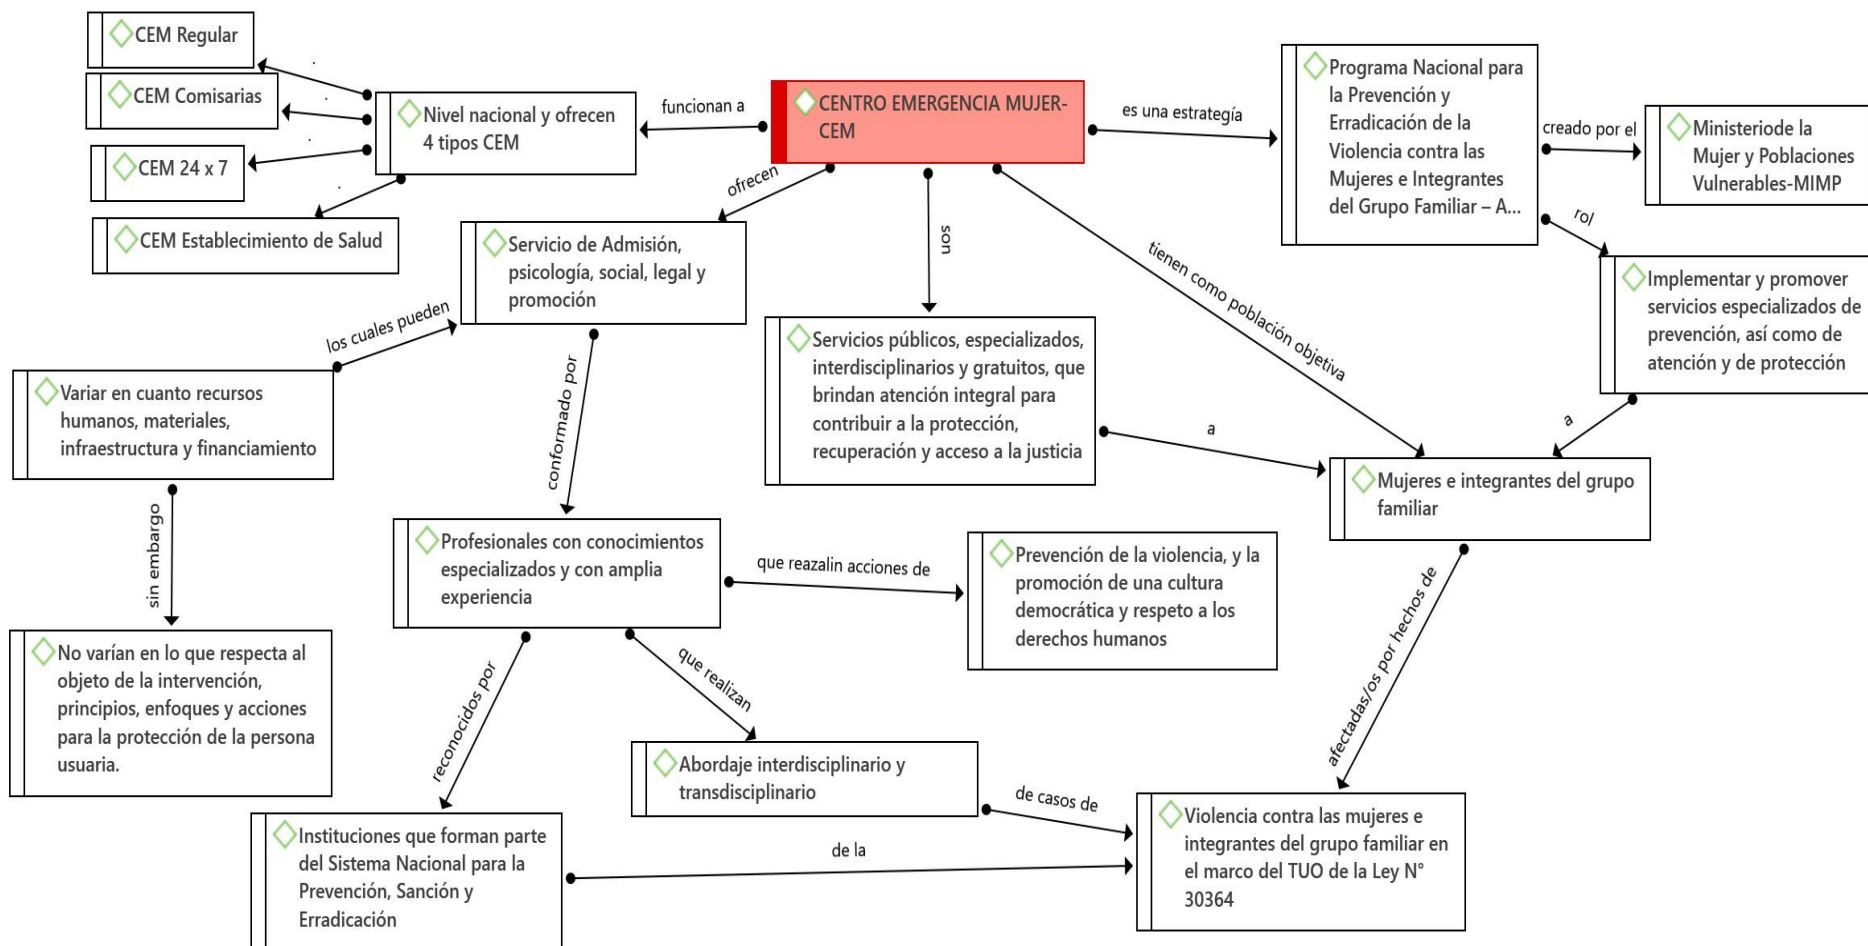 CEM Regular
CEM Comisarias
CEM 24 x 7
CEM Establecimiento de Salud
Nivel nacional y ofrecen
4 tipos CEM
funcionan a
CENTRO EMERGENCIA MUJER-
CEM
es una estrategía
Programa Nacional para
la Prevención y
Erradicación de la
Violencia contra las
Mujeres e Integrantes
del Grupo Familiar – A...
creado por el
Ministeriode la
Mujer y Poblaciones
Vulnerables-MIMP
rol
Implementar y promover
servicios especializados de
prevención, así como de
atención y de protección
a
ofrecen
Servicio de Admisión,
psicología, social, legal y
promoción
son
Servicios públicos, especializados,
interdisciplinarios y gratuitos, que
brindan atención integral para
contribuir a la protección,
recuperación y acceso a la justicia
a
tienen como población objetiva
Mujeres e integrantes del grupo
familiar
los cuales pueden
Variar en cuanto recursos
humanos, materiales,
infraestructura y financiamiento
sin embargo
No varían en lo que respecta al
objeto de la intervención,
principios, enfoques y acciones
para la protección de la persona
usuaria.
conformado por
Profesionales con conocimientos
especializados y con amplia
experiencia
que reazalin acciones de
Prevención de la violencia, y la
promoción de una cultura
democrática y respeto a los
derechos humanos
reconocidos por
Instituciones que forman parte
del Sistema Nacional para la
Prevención, Sanción y
Erradicación
que realizan
Abordaje interdisciplinario y
transdisciplinario
de casos de
de la
afectadas/os por hechos de
Violencia contra las mujeres e
integrantes del grupo familiar en
el marco del TUO de la Ley N°
30364